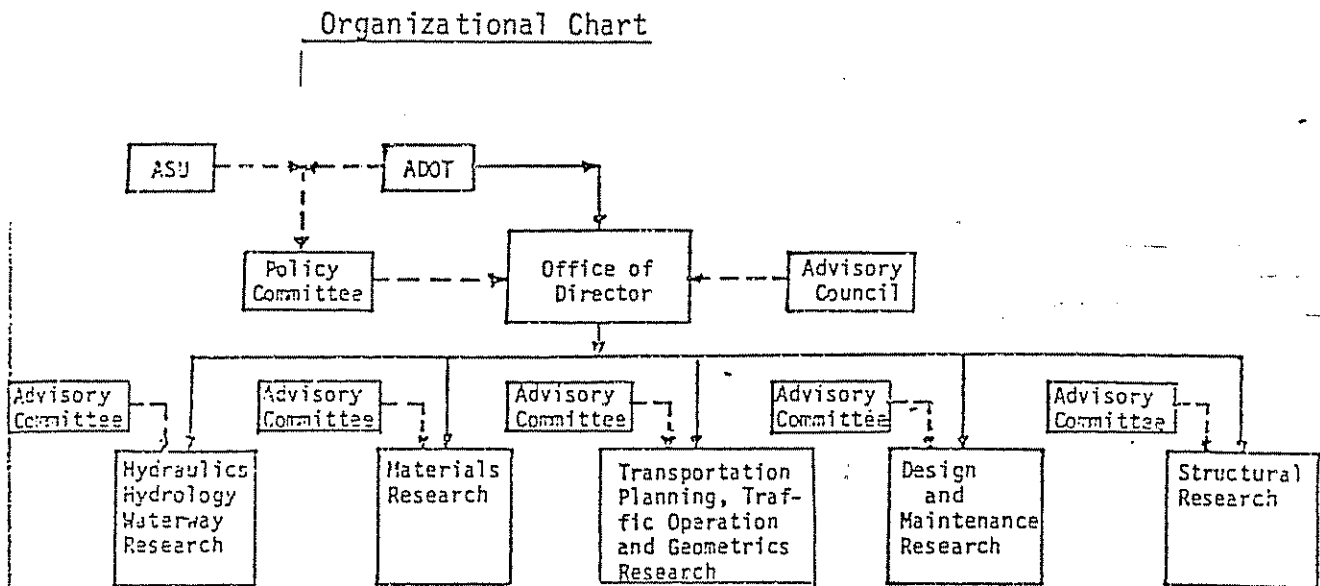 Organizational Chart
ASU
ADOT
Policy
Committee
Office of
Director
Advisory
Council
Advisory
Committee
Advisory
Committee
Advisory
Committee
Advisory
Committee
Advisory
Committee
Hydraulics
Hydrology
Waterway
Research
Materials
Research
Transportation
Planning, Traf-
fic Operation
and Geometrics
Research
Design
and
Maintenance
Research
Structural
Research